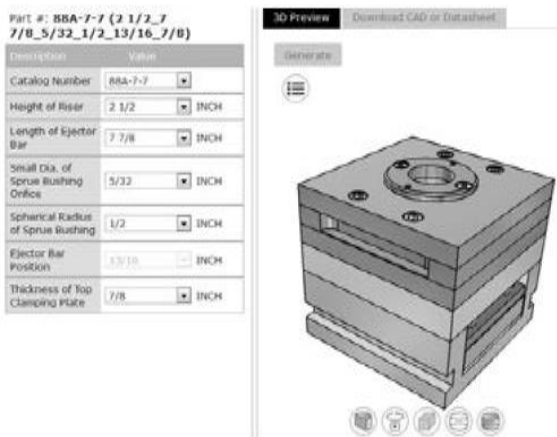 Part #: 88A-7-7 (2 1/2_7
7/8_5/32_1/2_13/16_7/8)
Description Value
Catalog Number 88A-7-7
Height of Riser 2 1/2 INCH
Length of Ejector
Bar 7 7/8 INCH
Small Dia. of
Sprue Bushing
Orifice 5/32 INCH
Spherical Radius
of Sprue Bushing 1/2 INCH
Ejector Bar
Position 13/16 INCH
Thickness of Top
Clamping Plate 7/8 INCH
3D Preview Download CAD or Datasheet
Generate